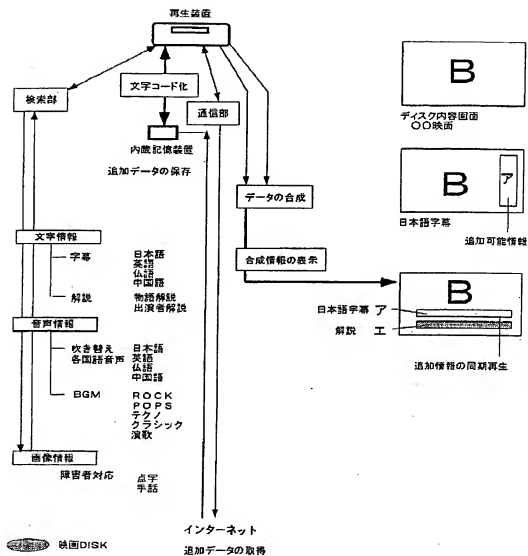 再生装置
文字コード化
検索部
通信部
内蔵記憶装置
追加データの保存
データの合成
合成情報の表示
文字情報
字幕
日本語
英語
仏語
中国語
解説
物語解説
出演者解説
音声情報
吹き替え
各国語音声
日本語
英語
仏語
中国語
BGM
ROCK
POPS
テクノ
クラシック
演歌
画像情報
障害者対応
点字
手話
映画DISK
インターネット
追加データの取得
B
ディスク内容画面
〇〇映画
B
ア
日本語字幕
追加可能情報
B
日本語字幕 ア
解説 エ
追加情報の同期再生